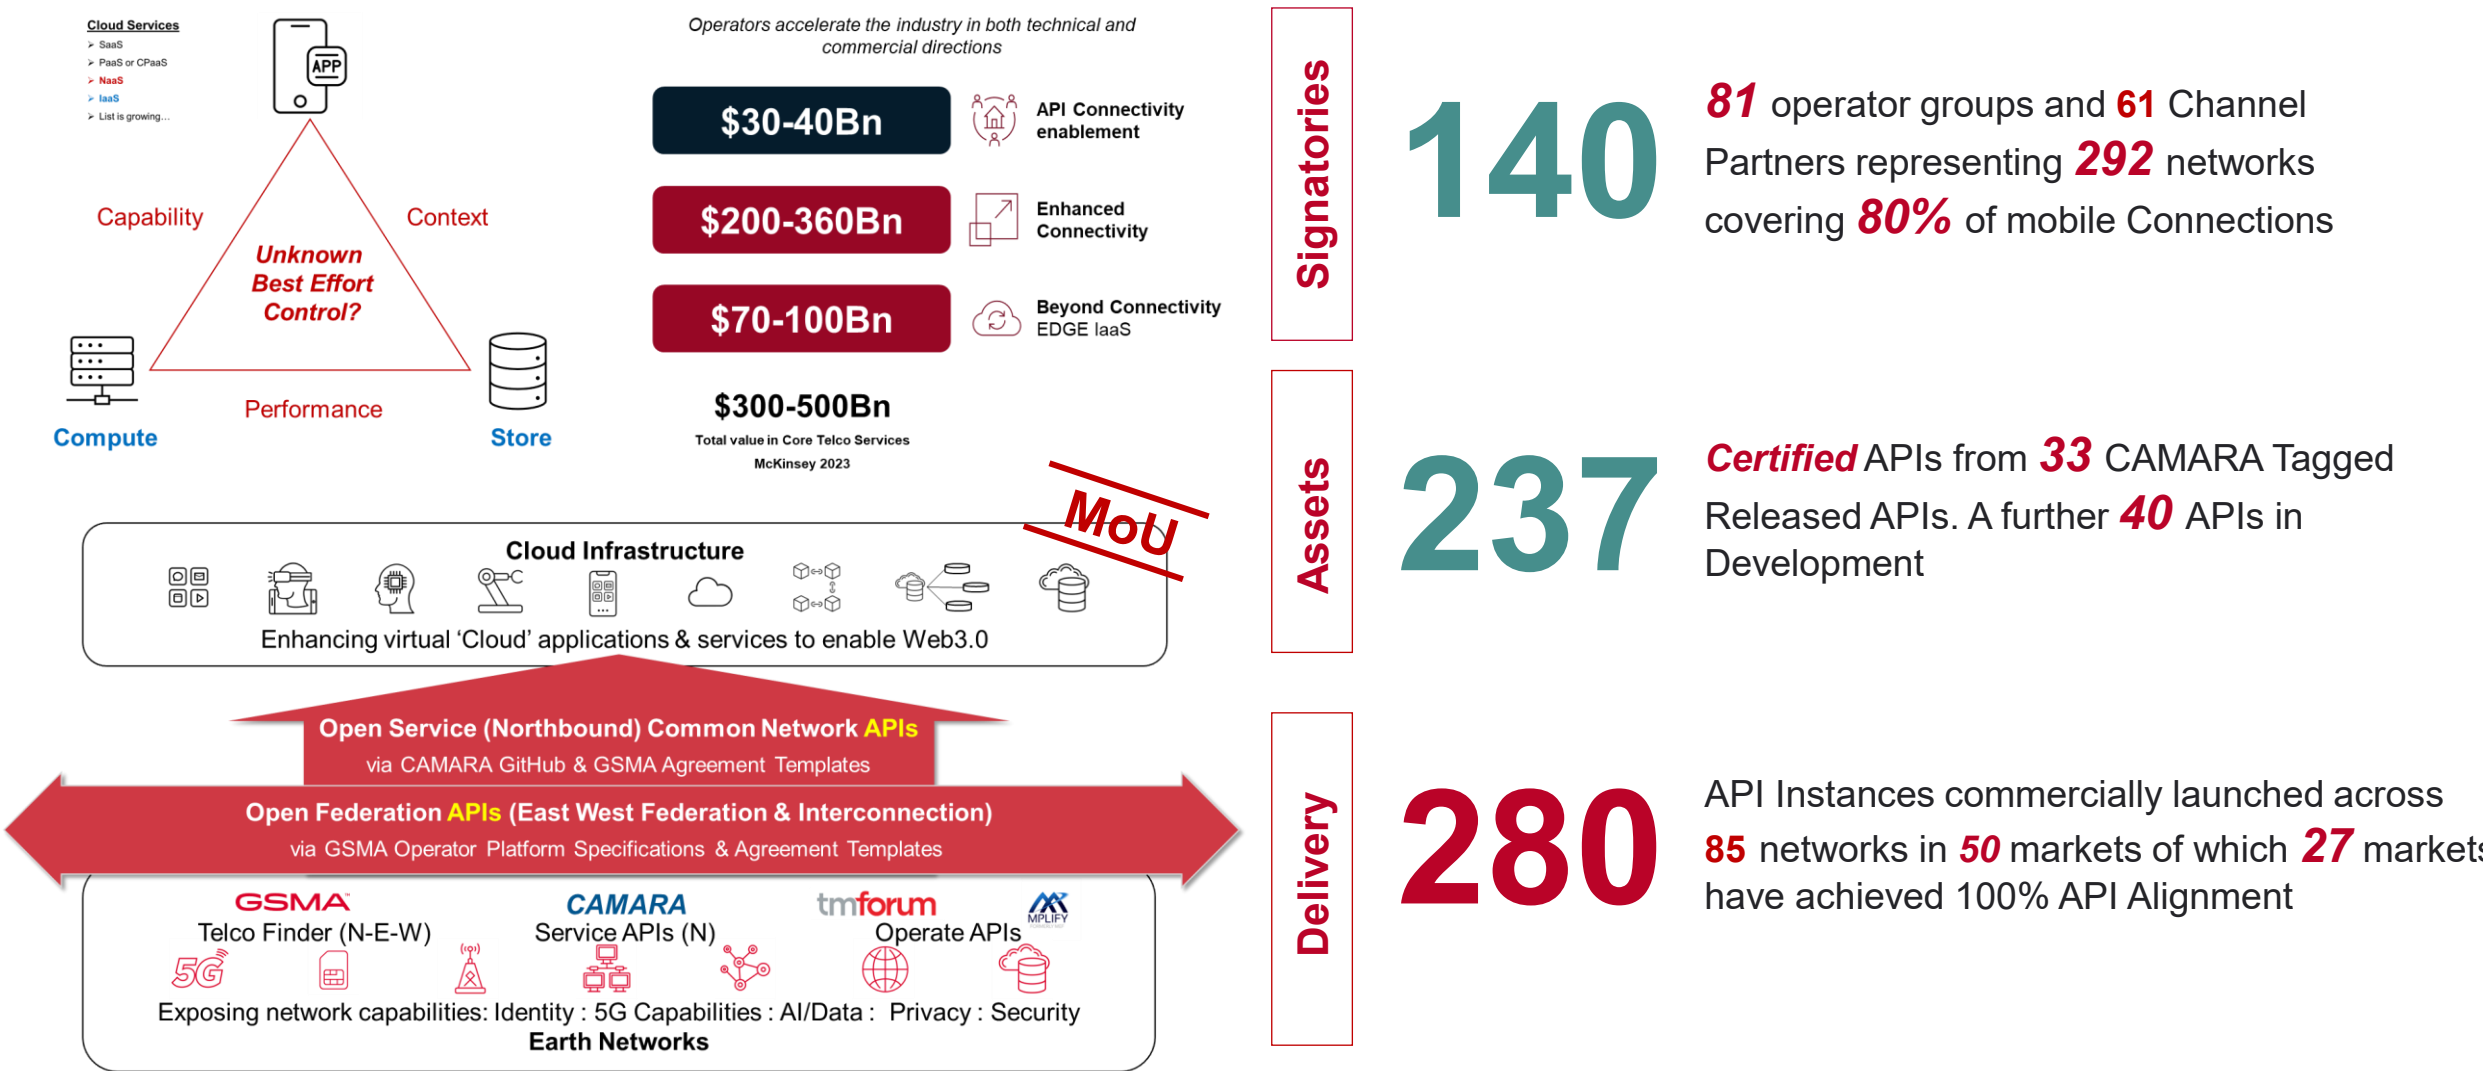 Cloud Services
SaaS
PaaS or CPaaS
NaaS
IaaS
List is growing...
APP
Capability
Context
Unknown
Best Effort
Control?
Performance
Compute
Store
Operators accelerate the industry in both technical and
commercial directions
$30-40Bn
API Connectivity
enablement
$200-360Bn
Enhanced
Connectivity
$70-100Bn
Beyond Connectivity
EDGE IaaS
$300-500Bn
Total value in Core Telco Services
McKinsey 2023
MoU
Cloud Infrastructure
Enhancing virtual ‘Cloud’ applications & services to enable Web3.0
Open Service (Northbound) Common Network APIs
via CAMARA GitHub & GSMA Agreement Templates
Open Federation APIs (East West Federation & Interconnection)
via GSMA Operator Platform Specifications & Agreement Templates
GSMA™
CAMARA
tmforum
MPLIFY
Telco Finder (N-E-W)
Service APIs (N)
Operate APIs
5G
Exposing network capabilities: Identity : 5G Capabilities : AI/Data : Privacy : Security
Earth Networks
Signatories
140
81 operator groups and 61 Channel
Partners representing 292 networks
covering 80% of mobile Connections
Assets
237
Certified APIs from 33 CAMARA Tagged
Released APIs. A further 40 APIs in
Development
Delivery
280
API Instances commercially launched across
85 networks in 50 markets of which 27 markets
have achieved 100% API Alignment